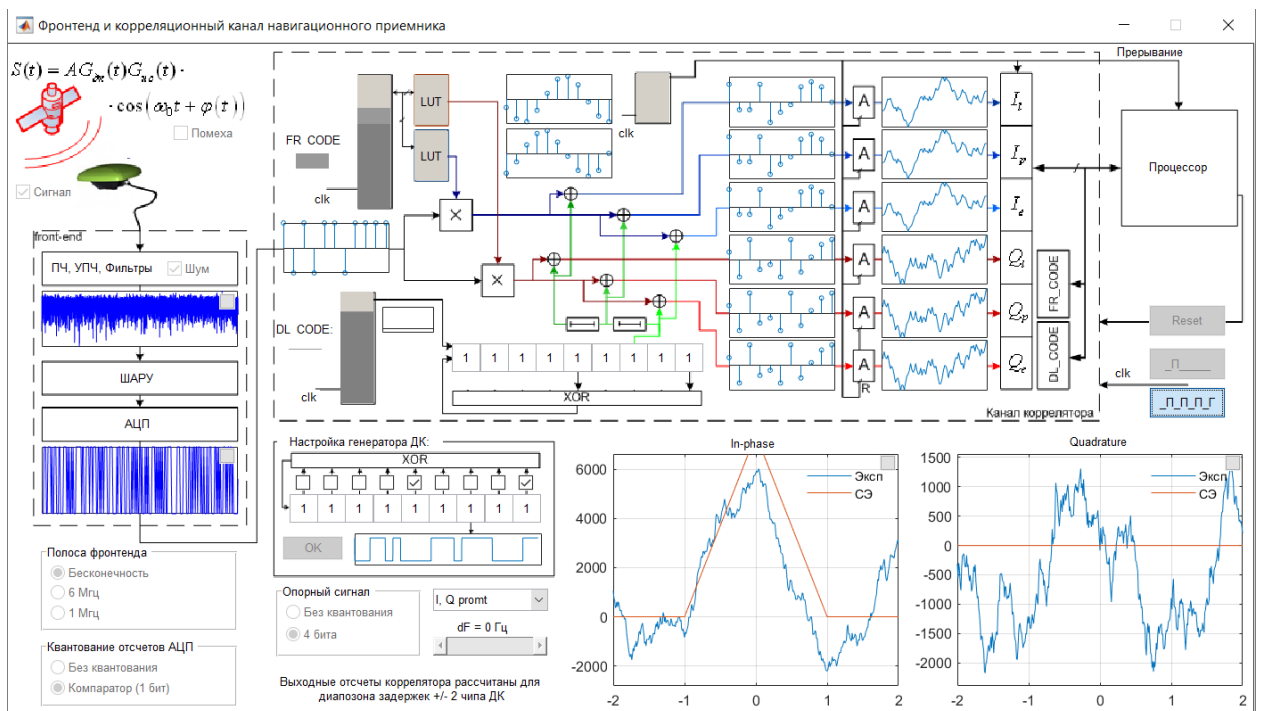 Фронтенд и корреляционный канал навигационного приемника
S(t) = AG_дк(t)G_цс(t) ·
· cos(ω₀t + φ(t))
Помеха
Сигнал
front-end
ПЧ, УПЧ, Фильтры
Шум
ШАРУ
АЦП
Полоса фронтенда
Бесконечность
6 Мгц
1 Мгц
Квантование отсчетов АЦП
Без квантования
Компаратор (1 бит)
FR CODE
clk
LUT
LUT
clk
X
X
DL CODE:
clk
1 1 1 1 1 1 1 1 1
XOR
A
A
A
A
A
A
R
I_l
I_p
I_e
Q_l
Q_p
Q_e
FR_CODE
DL_CODE
Канал коррелятора
Прерывание
Процессор
Reset
_П_____
clk
_П_П_П_Г
Настройка генератора ДК:
XOR
1 1 1 1 1 1 1 1 1
OK
Опорный сигнал
Без квантования
4 бита
I, Q promt
dF = 0 Гц
Выходные отсчеты коррелятора рассчитаны для
диапозона задержек +/- 2 чипа ДК
In-phase
6000
4000
2000
0
-2000
-2 -1 0 1 2
Эксп
СЭ
Quadrature
1500
1000
500
0
-500
-1000
-1500
-2000
-2 -1 0 1 2
Эксп
СЭ